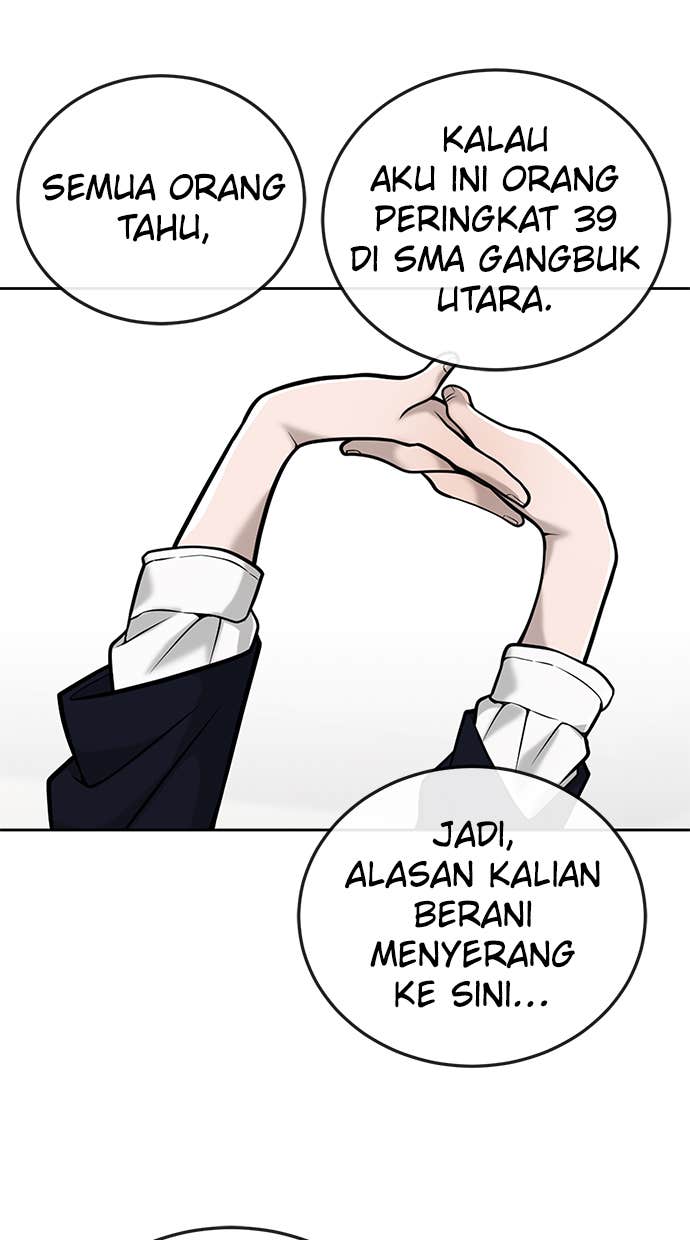 SEMUA ORANG
TAHU,
KALAU
AKU INI ORANG
PERINGKAT 39
DI SMA GANGBUK
UTARA.
JADI,
ALASAN KALIAN
BERANI
MENYERANG
KE SINI...